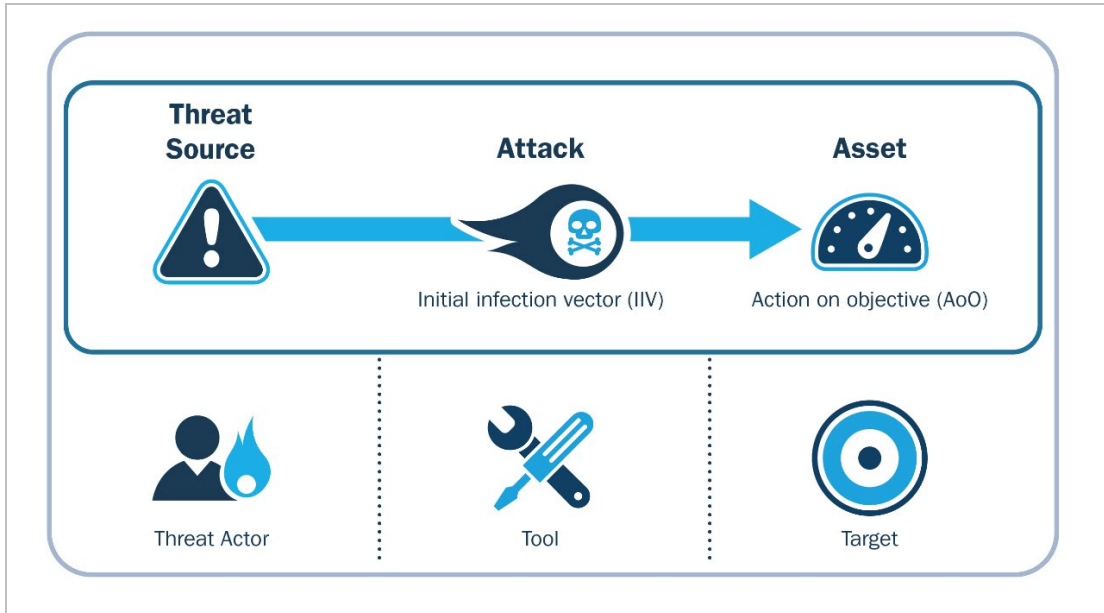 Threat
Source
Attack
Asset
Initial infection vector (IIV)
Action on objective (AoO)
Threat Actor
Tool
Target